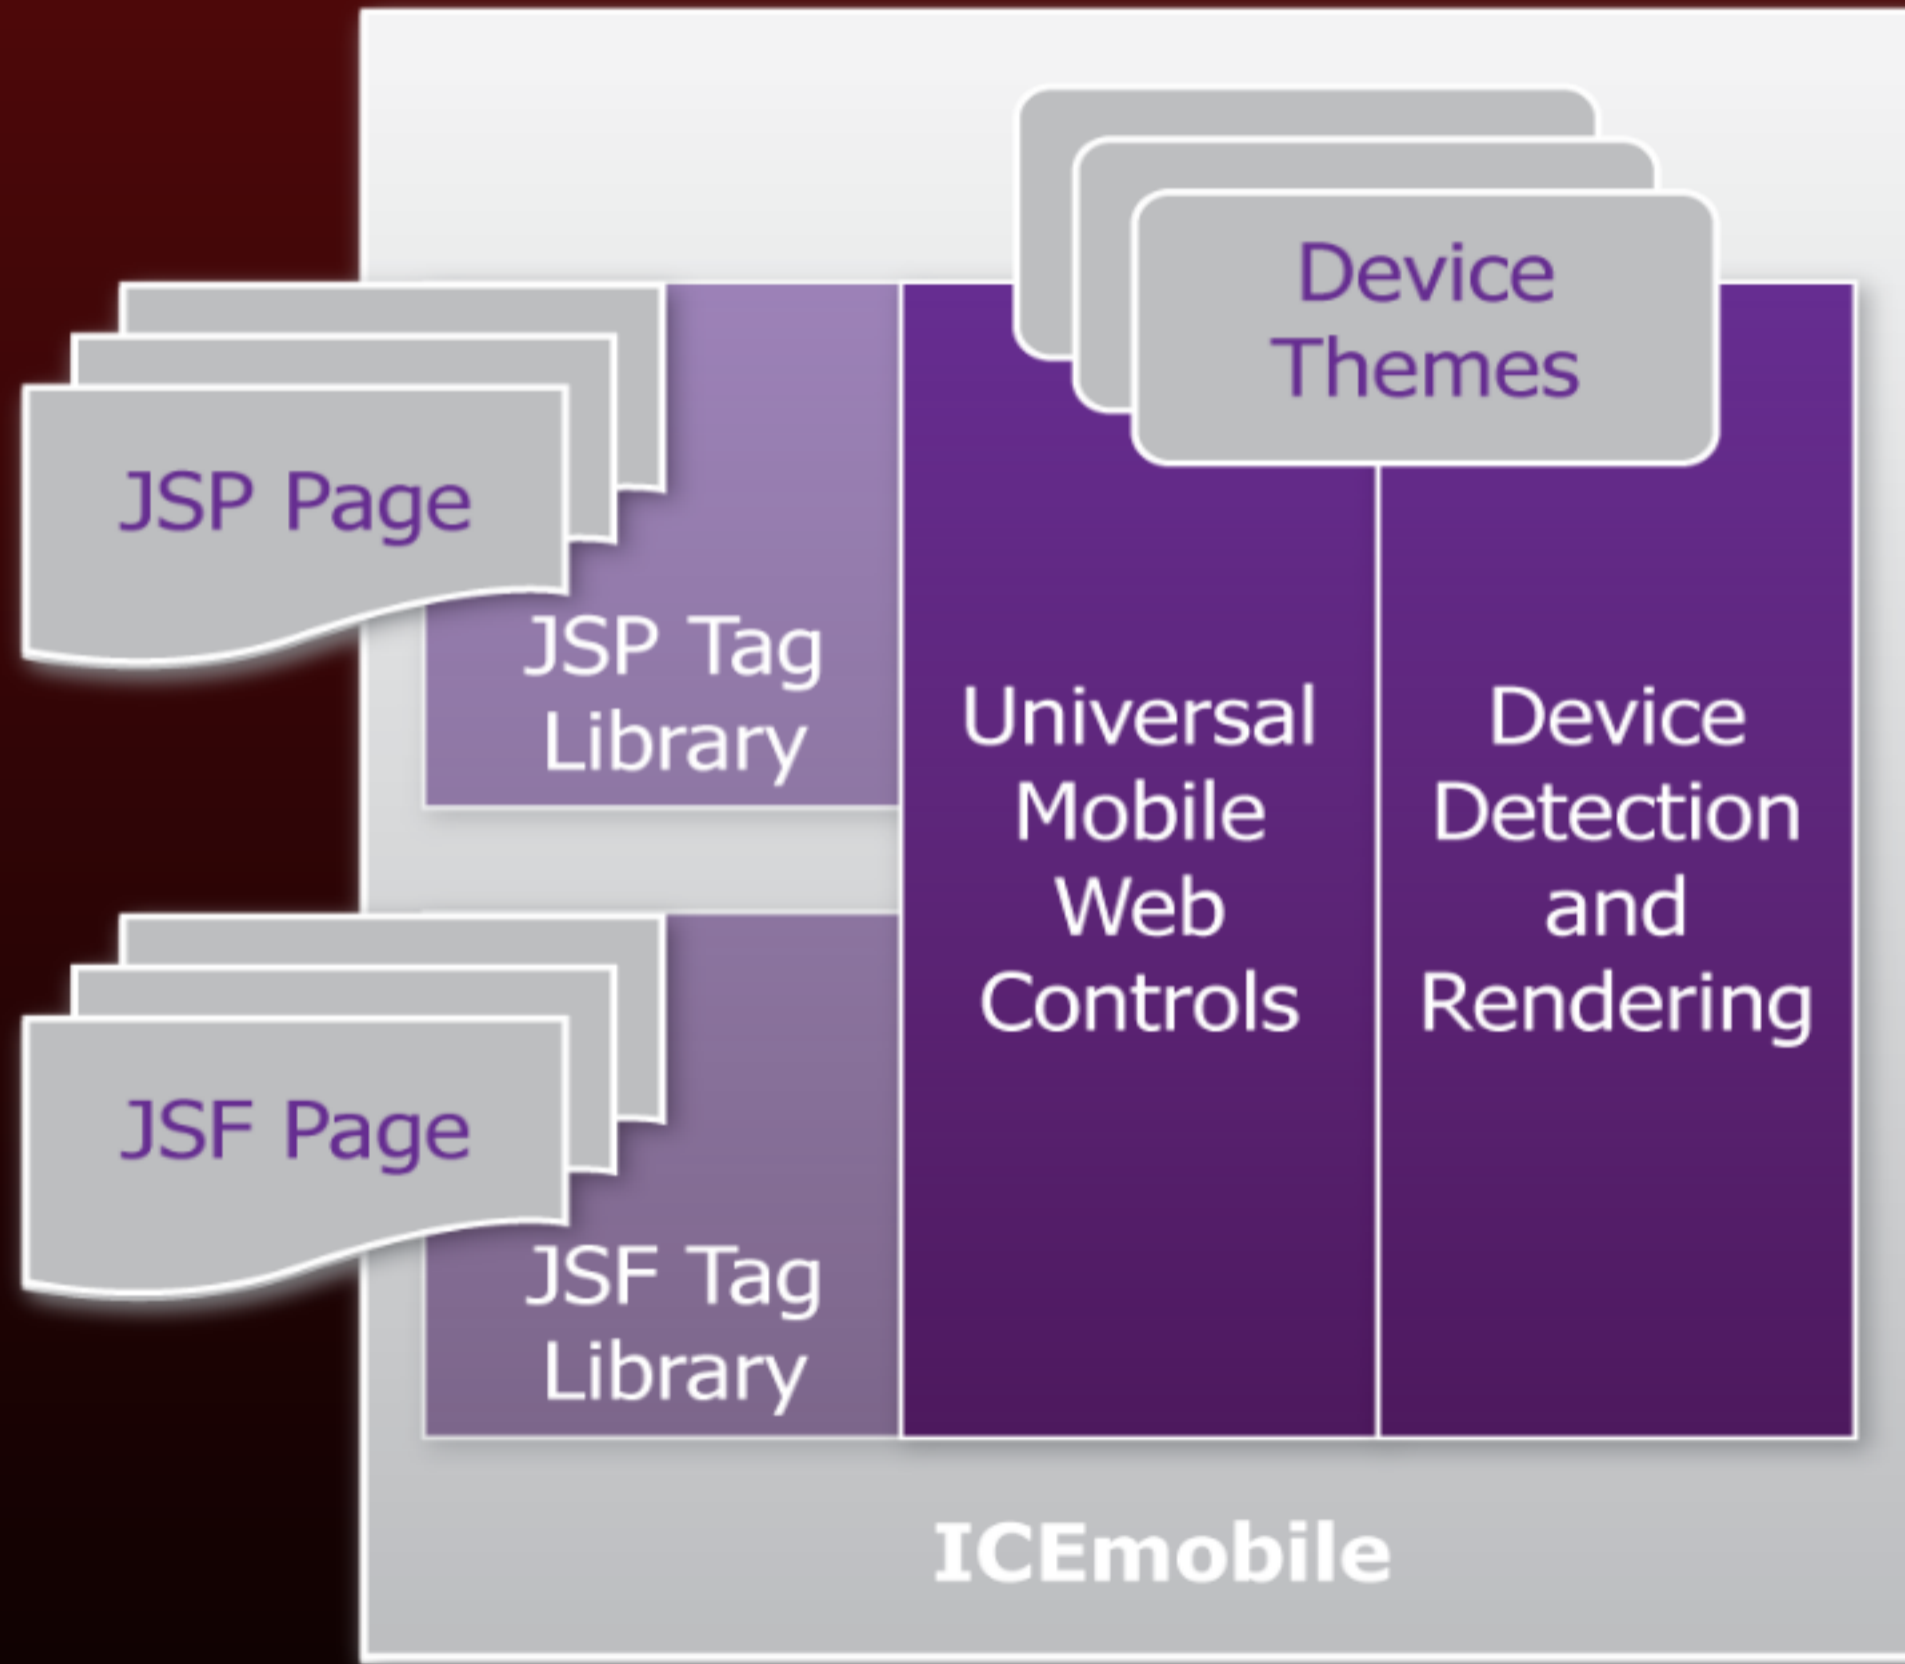 Device
Themes
JSP Page
JSP Tag
Library
Universal
Mobile
Web
Controls
Device
Detection
and
Rendering
JSF Page
JSF Tag
Library
ICEmobile